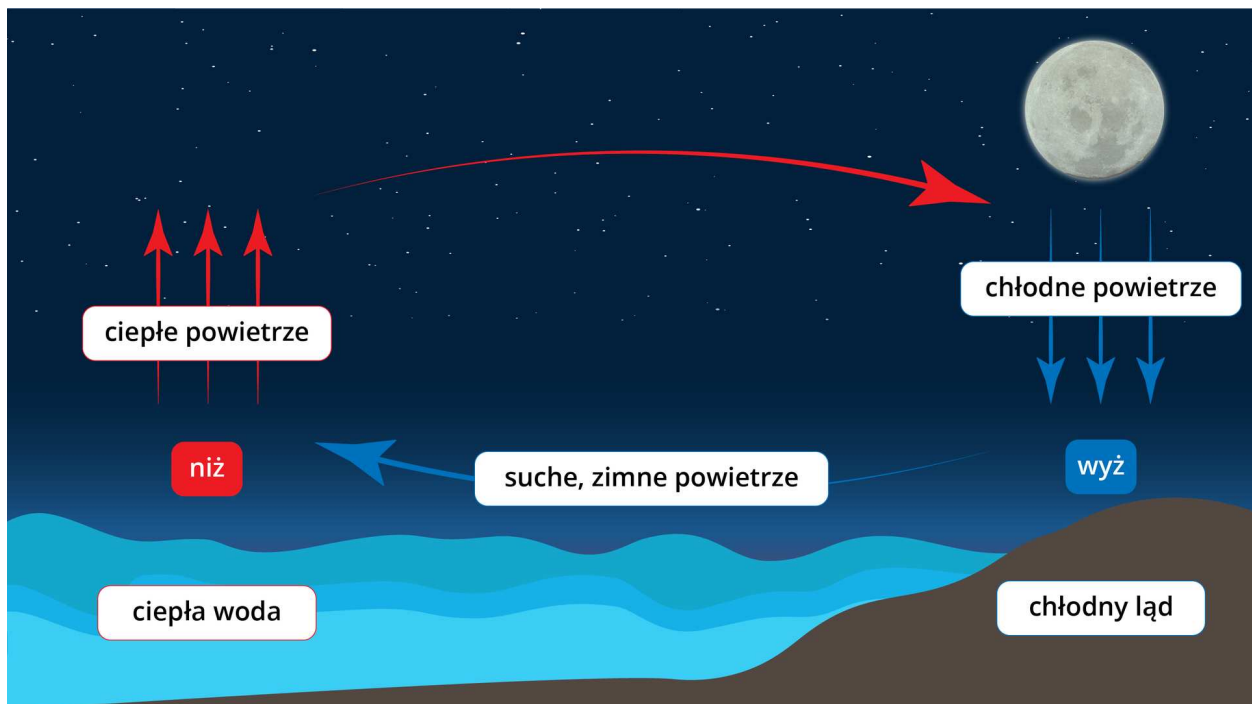 chłodne powietrze
ciepłe powietrze
niż
suche, zimne powietrze
wyż
ciepła woda
chłodny ląd